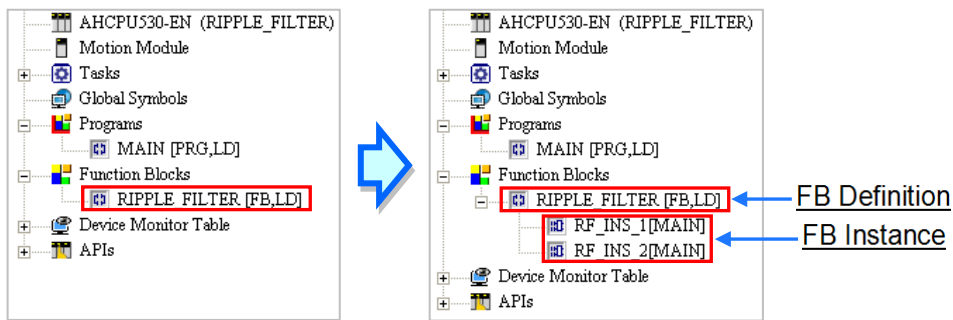 AHCPU530-EN (RIPPLE_FILTER)
Motion Module
Tasks
Global Symbols
Programs
MAIN [PRG,LD]
Function Blocks
RIPPLE_FILTER [FB,LD]
Device Monitor Table
APIs
AHCPU530-EN (RIPPLE_FILTER)
Motion Module
Tasks
Global Symbols
Programs
MAIN [PRG,LD]
Function Blocks
RIPPLE_FILTER [FB,LD]
RF_INS_1[MAIN]
RF_INS_2[MAIN]
Device Monitor Table
APIs
FB Definition
FB Instance